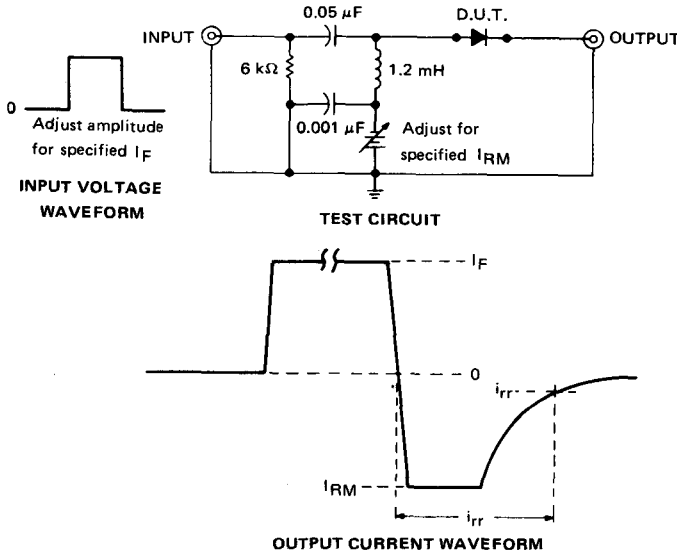 0.05 µF
D.U.T.
INPUT
OUTPUT
6 kΩ
1.2 mH
0
Adjust amplitude
for specified IF
0.001 µF
Adjust for
specified IRM
INPUT VOLTAGE
WAVEFORM
TEST CIRCUIT
IF
0
irr
IRM
irr
OUTPUT CURRENT WAVEFORM